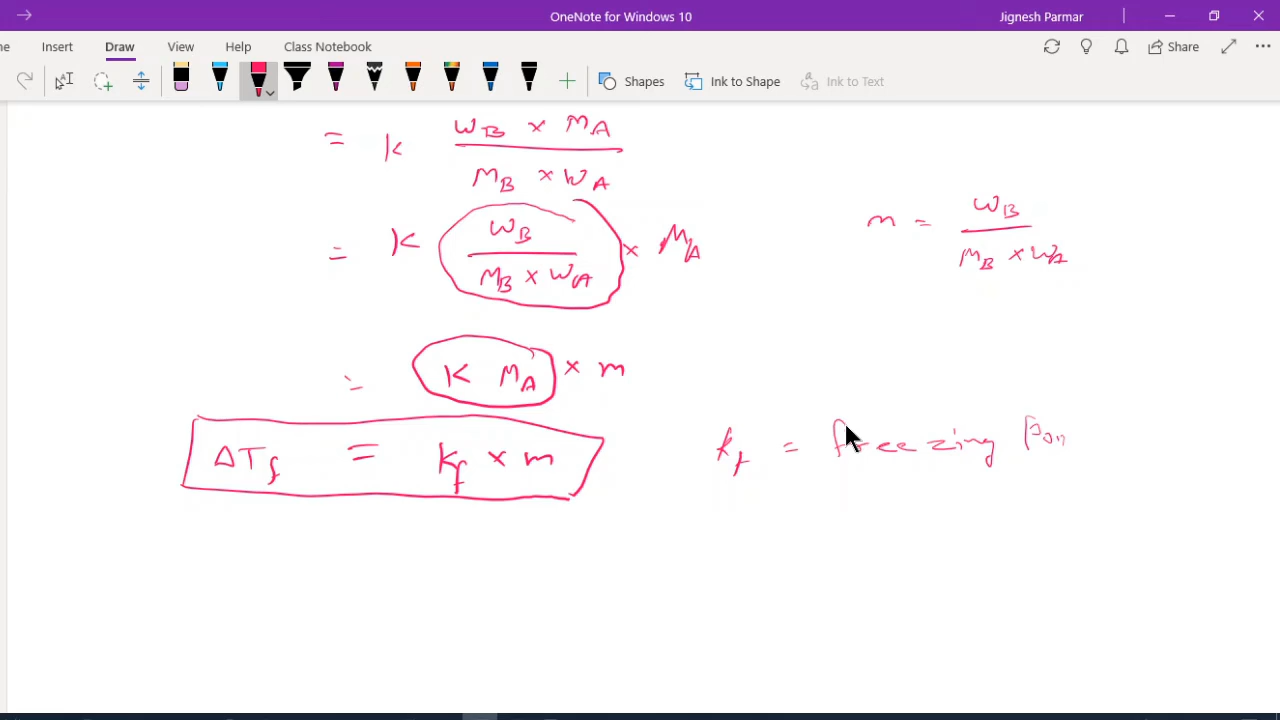 OneNote for Windows 10
Jignesh Parmar
Insert Draw View Help Class Notebook Share
Shapes Ink to Shape Ink to Text
= K WB × MA / MB × WA
= K WB / MB × WA × MA
m = WB / MB × WA
= K MA × m
ΔTf = Kf × m
Kf = freezing